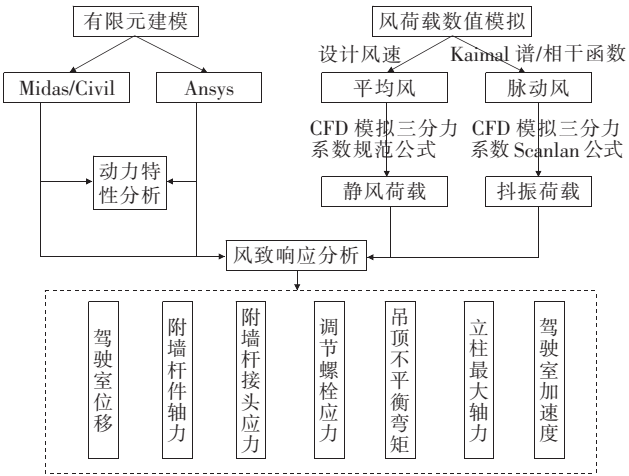 有限元建模
风荷载数值模拟
设计风速
Kaimal 谱/相干函数
Midas/Civil
Ansys
平均风
脉动风
CFD 模拟三分力
系数规范公式
CFD 模拟三分力
系数 Scanlan 公式
动力特
性分析
静风荷载
抖振荷载
风致响应分析
驾驶室位移
附墙杆件轴力
附墙杆接头应力
调节螺栓应力
吊顶不平衡弯矩
立柱最大轴力
驾驶室加速度